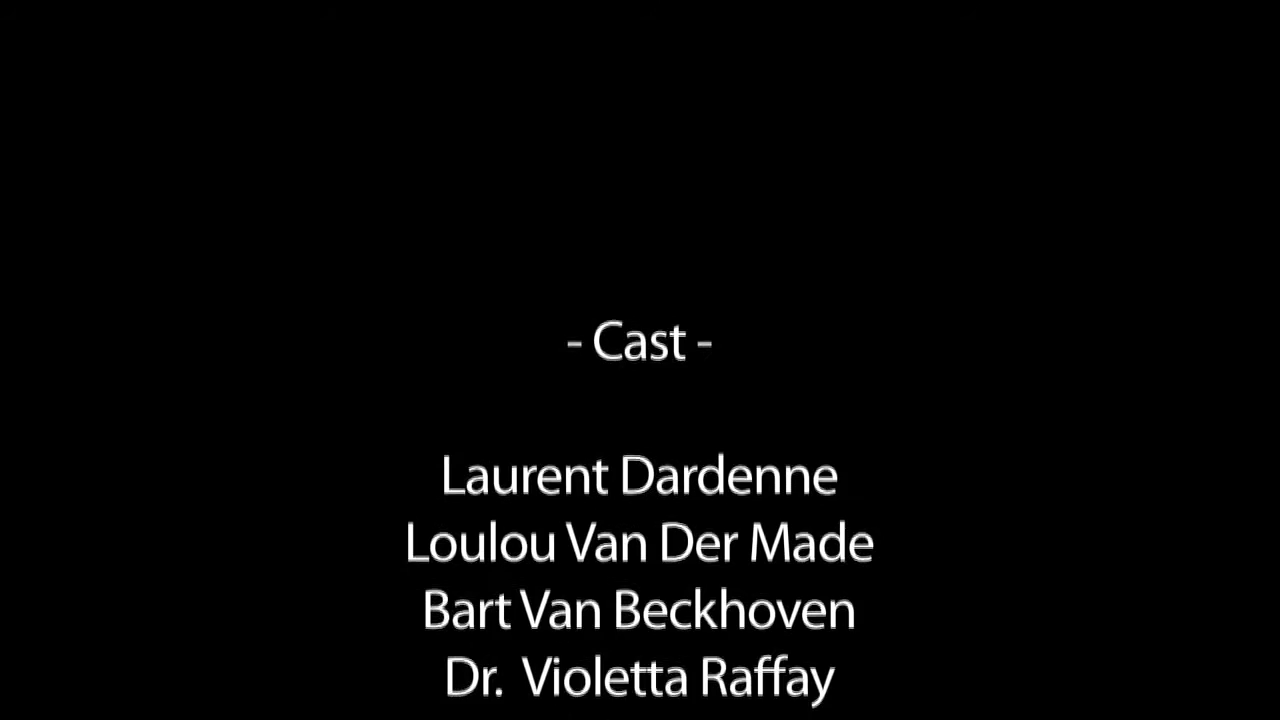 - Cast -
Laurent Dardenne
Loulou Van Der Made
Bart Van Beckhoven
Dr. Violetta Raffay